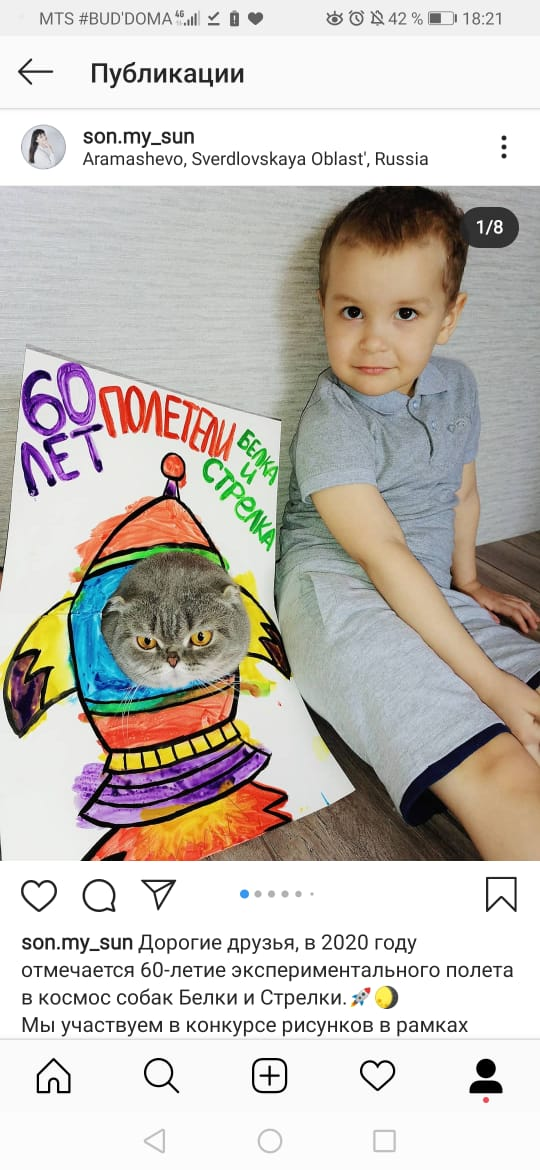 MTS #BUD'DOMA 4G 42 % 18:21
Публикации
son.my_sun
Aramashevo, Sverdlovskaya Oblast', Russia
1/8
60
ЛЕТ
ПОЛЕТЕЛИ
БЕЛКА
И
СТРЕЛКА
son.my_sun Дорогие друзья, в 2020 году
отмечается 60-летие экспериментального полета
в космос собак Белки и Стрелки.🚀🌖
Мы участвуем в конкурсе рисунков в рамках